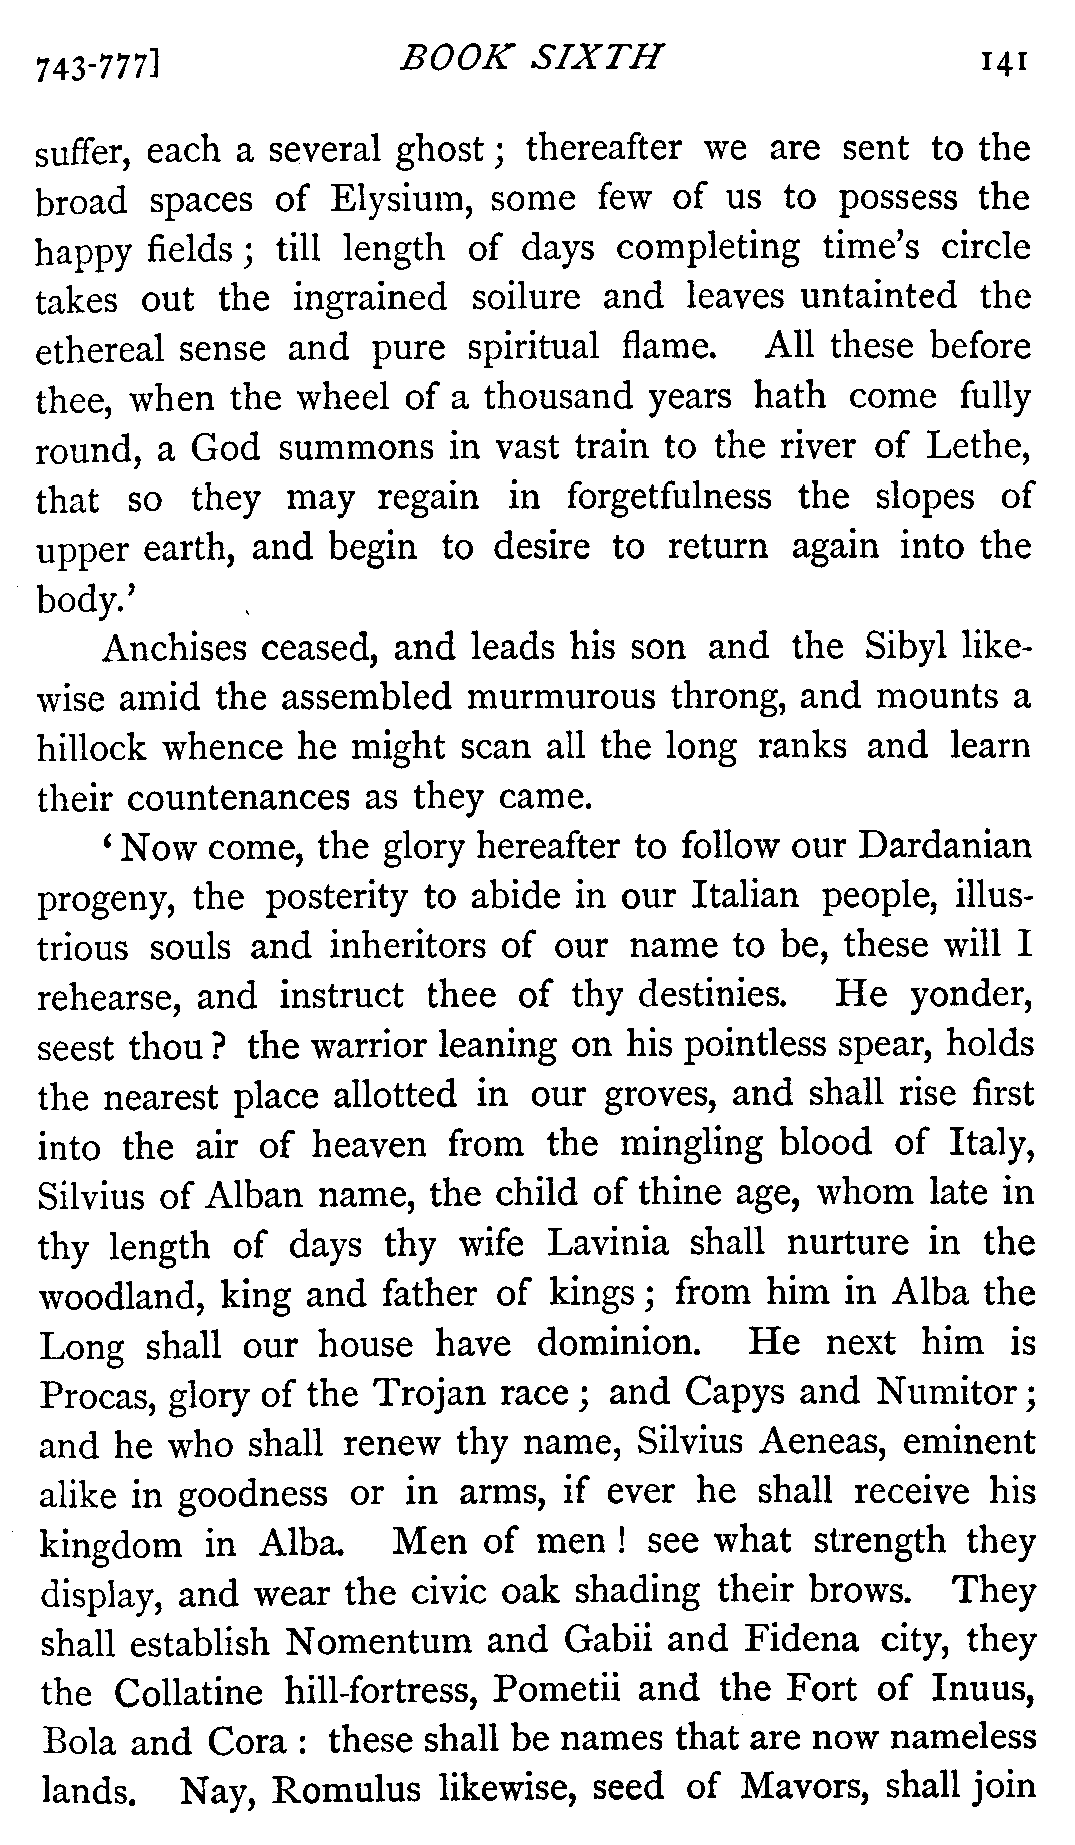 743-777] BOOK SIXTH 141
suffer, each a several ghost ; thereafter we are sent to the
broad spaces of Elysium, some few of us to possess the
happy fields ; till length of days completing time's circle
takes out the ingrained soilure and leaves untainted the
ethereal sense and pure spiritual flame. All these before
thee, when the wheel of a thousand years hath come fully
round, a God summons in vast train to the river of Lethe,
that so they may regain in forgetfulness the slopes of
upper earth, and begin to desire to return again into the
body.'
Anchises ceased, and leads his son and the Sibyl like-
wise amid the assembled murmurous throng, and mounts a
hillock whence he might scan all the long ranks and learn
their countenances as they came.
‘ Now come, the glory hereafter to follow our Dardanian
progeny, the posterity to abide in our Italian people, illus-
trious souls and inheritors of our name to be, these will I
rehearse, and instruct thee of thy destinies. He yonder,
seest thou ? the warrior leaning on his pointless spear, holds
the nearest place allotted in our groves, and shall rise first
into the air of heaven from the mingling blood of Italy,
Silvius of Alban name, the child of thine age, whom late in
thy length of days thy wife Lavinia shall nurture in the
woodland, king and father of kings ; from him in Alba the
Long shall our house have dominion. He next him is
Procas, glory of the Trojan race ; and Capys and Numitor ;
and he who shall renew thy name, Silvius Aeneas, eminent
alike in goodness or in arms, if ever he shall receive his
kingdom in Alba. Men of men ! see what strength they
display, and wear the civic oak shading their brows. They
shall establish Nomentum and Gabii and Fidena city, they
the Collatine hill-fortress, Pometii and the Fort of Inuus,
Bola and Cora : these shall be names that are now nameless
lands. Nay, Romulus likewise, seed of Mavors, shall join